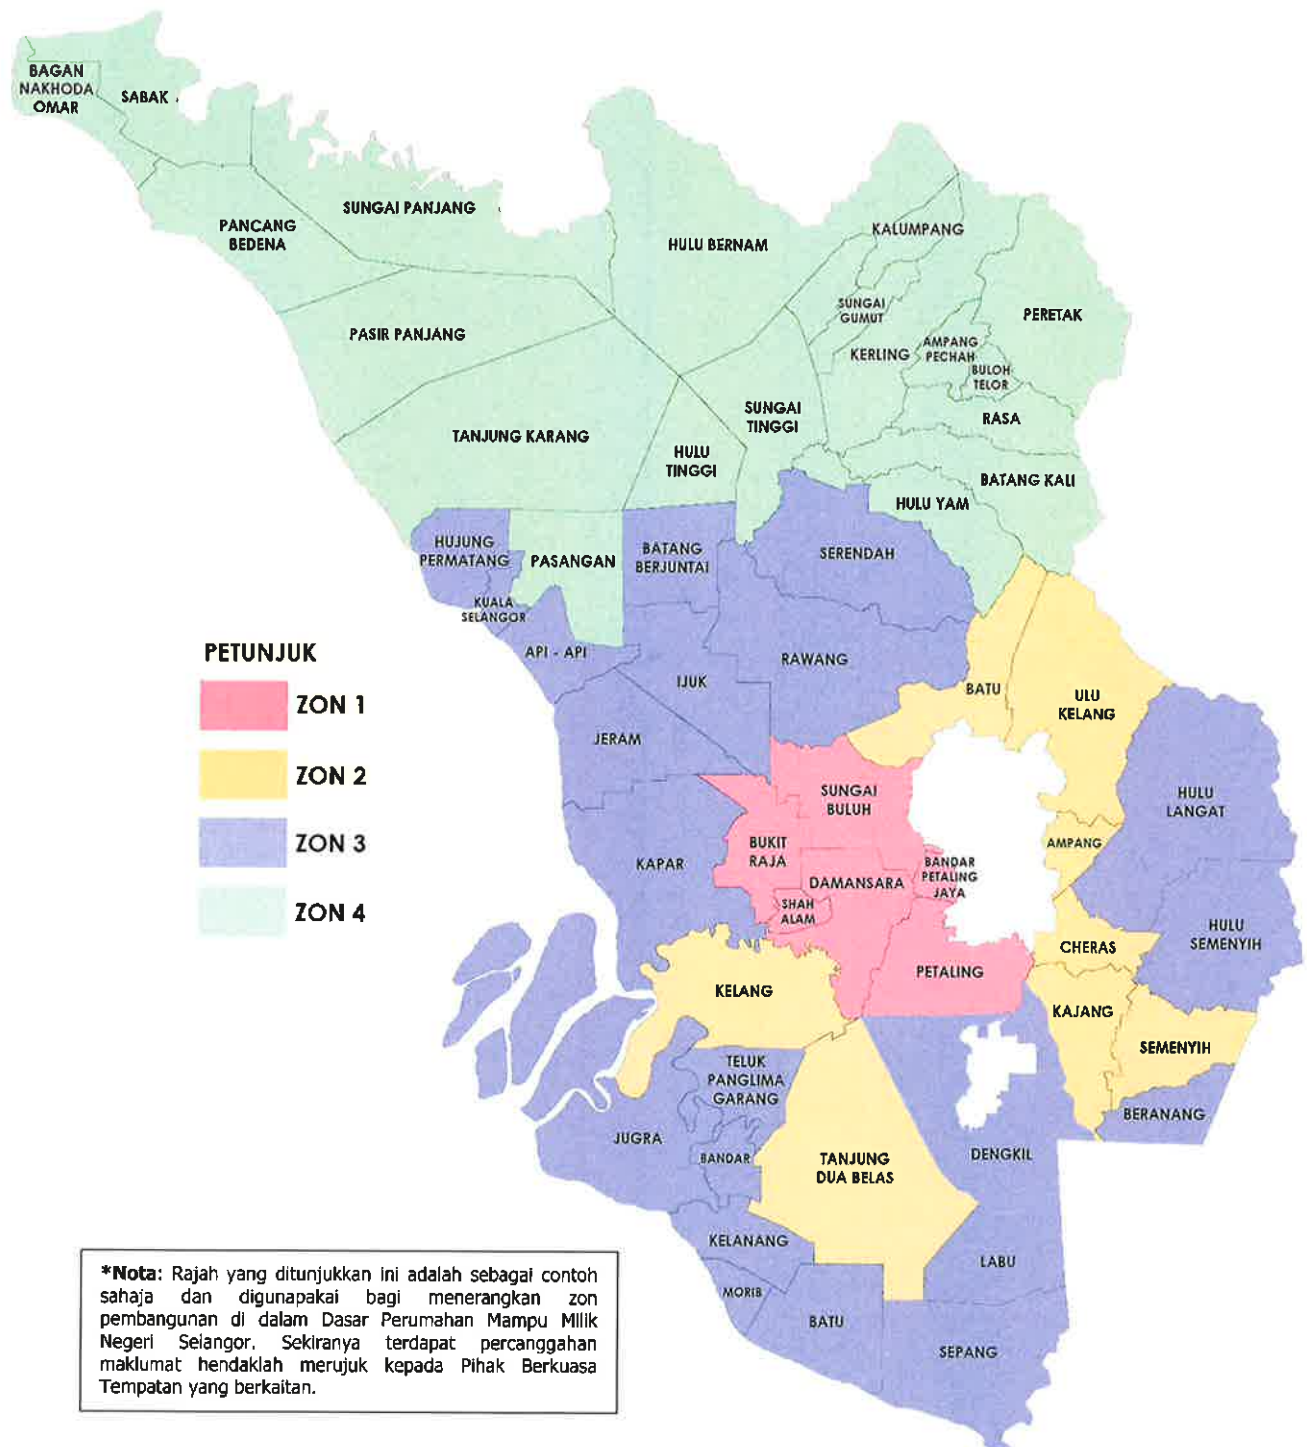 BAGAN
NAKHODA
OMAR
SABAK
SUNGAI PANJANG
PANCANG
BEDENA
HULU BERNAM
KALUMPANG
SUNGAI
GUMUT
PERETAK
PASIR PANJANG
KERLING
AMPANG
PECHAH
BULOH
TELOR
SUNGAI
TINGGI
RASA
TANJUNG KARANG
HULU
TINGGI
BATANG KALI
HULU YAM
HUJUNG
PERMATANG
PASANGAN
BATANG
BERJUNTAI
SERENDAH
KUALA
SELANGOR
API - API
IJUK
RAWANG
BATU
ULU
KELANG
PETUNJUK
ZON 1
ZON 2
ZON 3
ZON 4
JERAM
SUNGAI
BULUH
HULU
LANGAT
KAPAR
BUKIT
RAJA
DAMANSARA
BANDAR
PETALING
JAYA
AMPANG
SHAH
ALAM
CHERAS
HULU
SEMENYIH
KELANG
PETALING
KAJANG
SEMENYIH
TELUK
PANGLIMA
GARANG
BERANANG
JUGRA
BANDAR
TANJUNG
DUA BELAS
DENGKIL
KELANANG
LABU
MORIB
BATU
SEPANG
*Nota: Rajah yang ditunjukkan ini adalah sebagai contoh
sahaja dan digunapakai bagi menerangkan zon
pembangunan di dalam Dasar Perumahan Mampu Milik
Negeri Selangor. Sekiranya terdapat percanggahan
maklumat hendaklah merujuk kepada Pihak Berkuasa
Tempatan yang berkaitan.